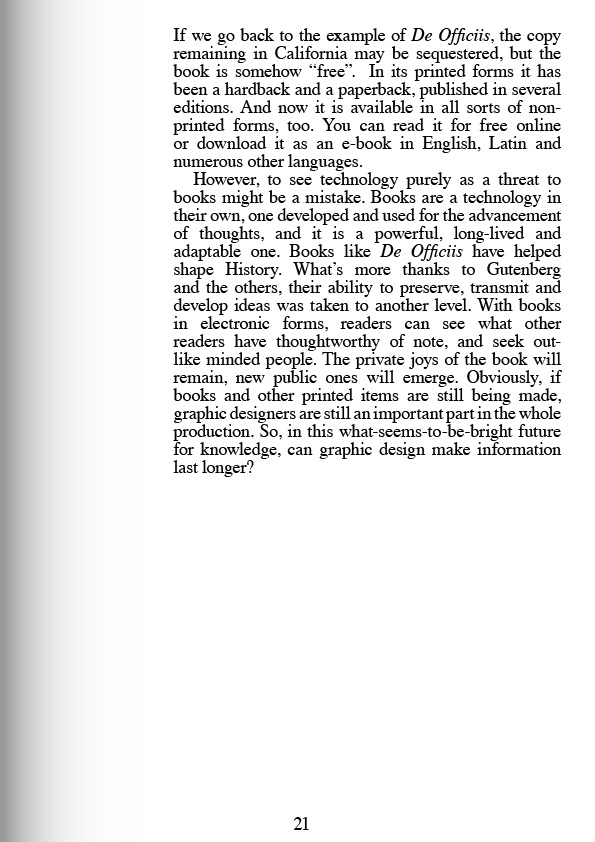 If we go back to the example of De Officiis, the copy
remaining in California may be sequestered, but the
book is somehow “free”.  In its printed forms it has
been a hardback and a paperback, published in several
editions. And now it is available in all sorts of non-
printed forms, too. You can read it for free online
or download it as an e-book in English, Latin and
numerous other languages.
However, to see technology purely as a threat to
books might be a mistake. Books are a technology in
their own, one developed and used for the advancement
of thoughts, and it is a powerful, long-lived and
adaptable one. Books like De Officiis have helped
shape History. What’s more thanks to Gutenberg
and the others, their ability to preserve, transmit and
develop ideas was taken to another level. With books
in electronic forms, readers can see what other
readers have thoughtworthy of note, and seek out-
like minded people. The private joys of the book will
remain, new public ones will emerge. Obviously, if
books and other printed items are still being made,
graphic designers are still an important part in the whole
production. So, in this what-seems-to-be-bright future
for knowledge, can graphic design make information
last longer?
21